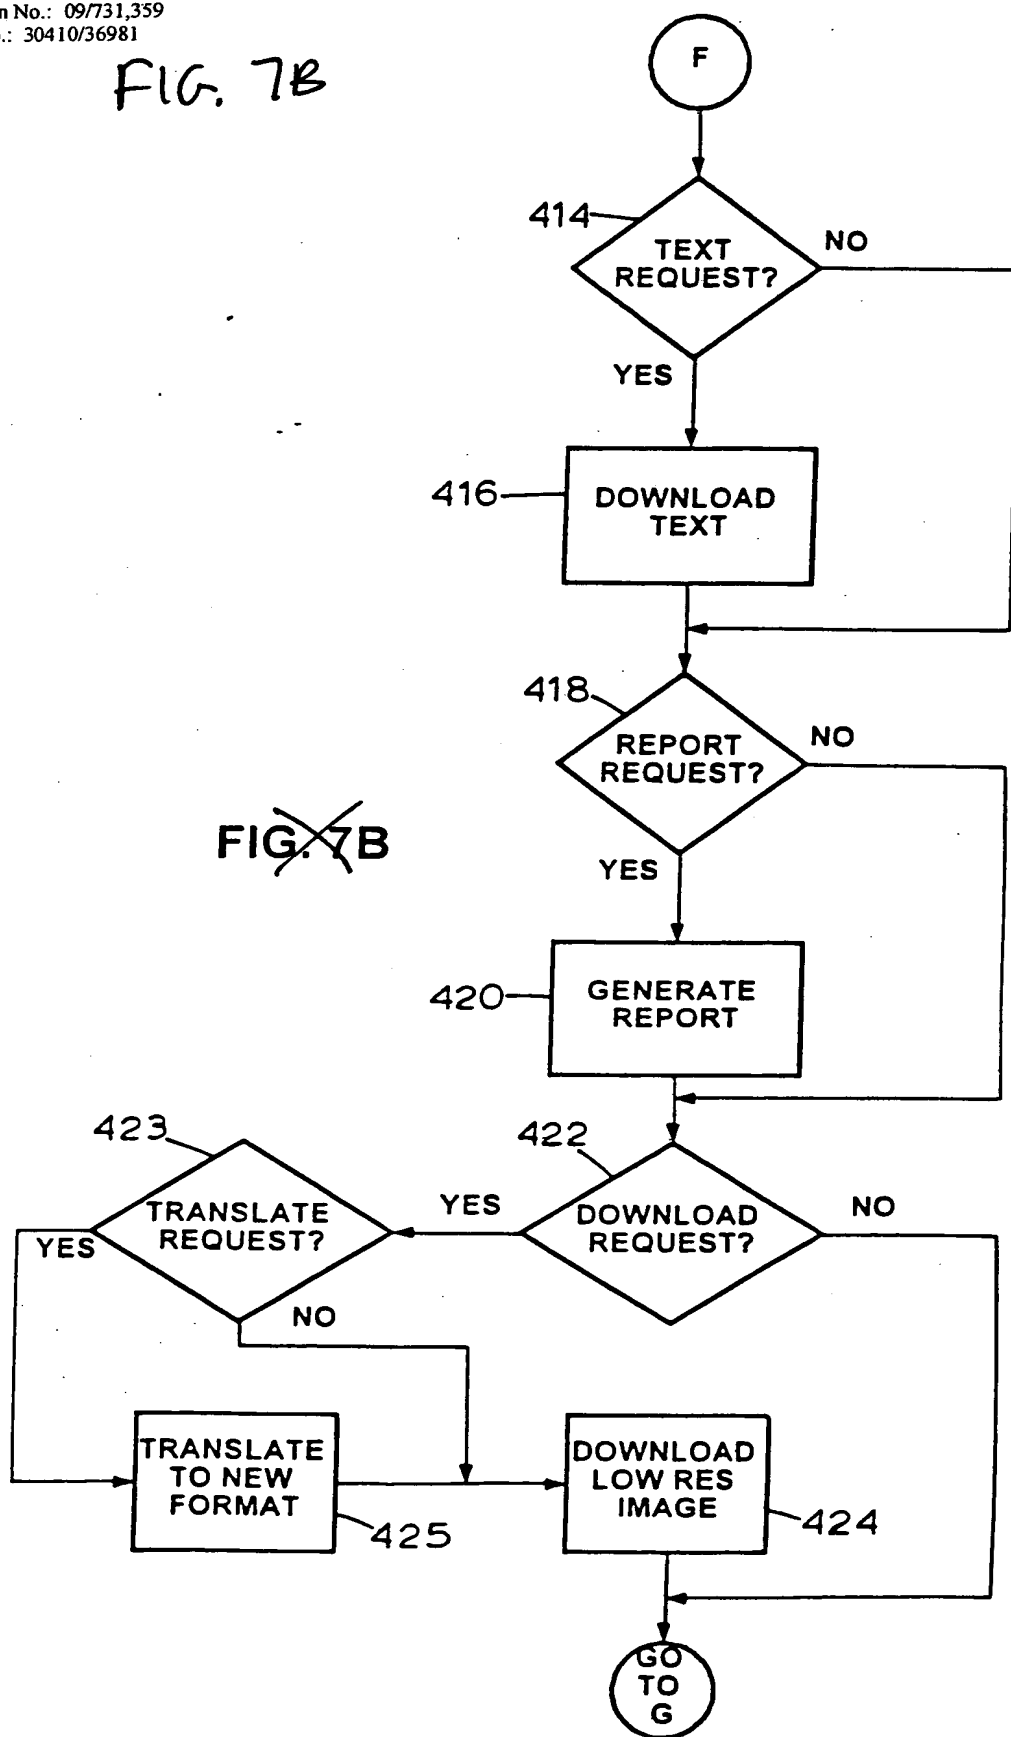 n No.: 09/731,359
.: 30410/36981
FIG. 7B
F
414
TEXT
REQUEST?
NO
YES
416
DOWNLOAD
TEXT
418
REPORT
REQUEST?
NO
YES
FIG. 7B
420
GENERATE
REPORT
423
422
TRANSLATE
REQUEST?
YES
YES
DOWNLOAD
REQUEST?
NO
NO
TRANSLATE
TO NEW
FORMAT
425
DOWNLOAD
LOW RES
IMAGE
424
GO
TO
G